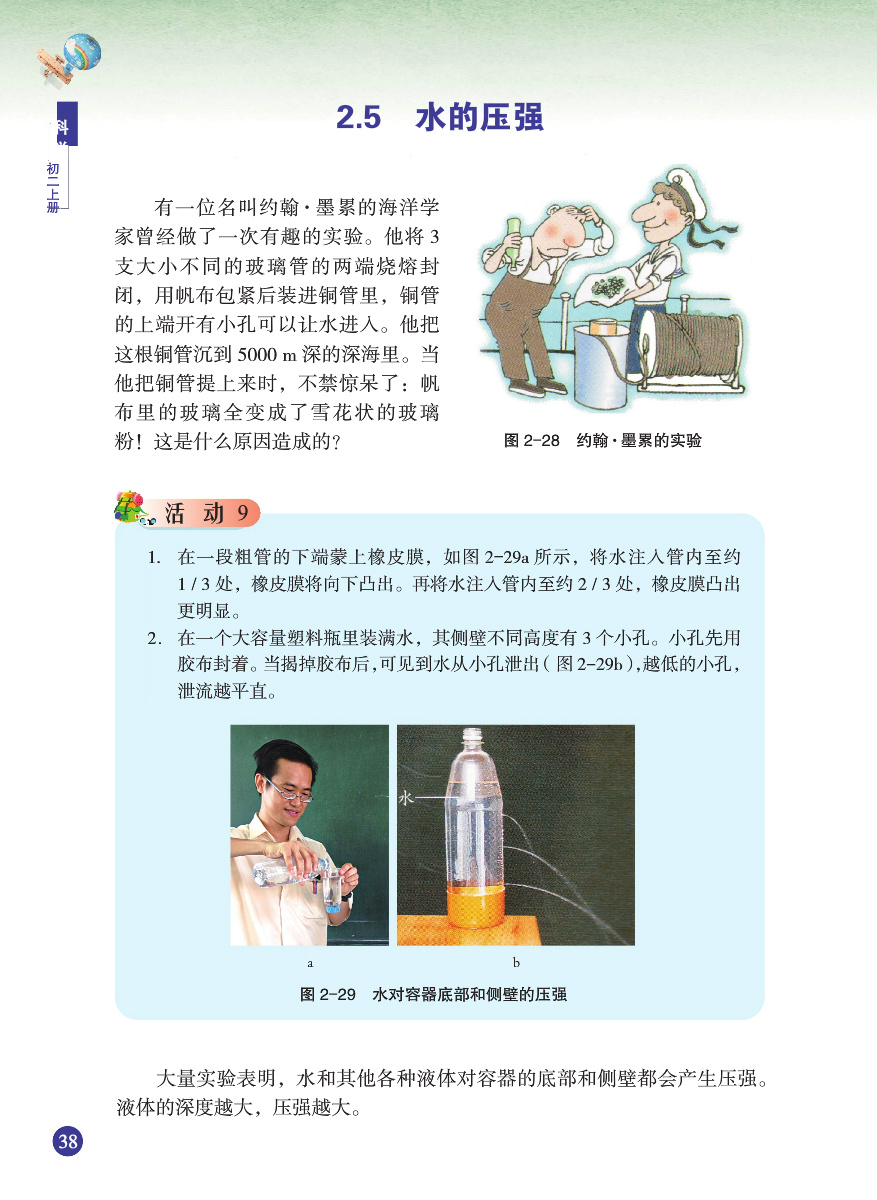 科
初二上册
2.5 水的压强
有一位名叫约翰·墨累的海洋学
家曾经做了一次有趣的实验。他将 3
支大小不同的玻璃管的两端烧熔封
闭，用帆布包紧后装进铜管里，铜管
的上端开有小孔可以让水进入。他把
这根铜管沉到 5000 m 深的深海里。当
他把铜管提上来时，不禁惊呆了：帆
布里的玻璃全变成了雪花状的玻璃
粉！这是什么原因造成的？
图 2-28 约翰·墨累的实验
活 动 9
1. 在一段粗管的下端蒙上橡皮膜，如图 2-29a 所示，将水注入管内至约
1 / 3 处，橡皮膜将向下凸出。再将水注入管内至约 2 / 3 处，橡皮膜凸出
更明显。
2. 在一个大容量塑料瓶里装满水，其侧壁不同高度有 3 个小孔。小孔先用
胶布封着。当揭掉胶布后，可见到水从小孔泄出（图 2-29b），越低的小孔，
泄流越平直。
水
a
b
图 2-29 水对容器底部和侧壁的压强
大量实验表明，水和其他各种液体对容器的底部和侧壁都会产生压强。
液体的深度越大，压强越大。
38